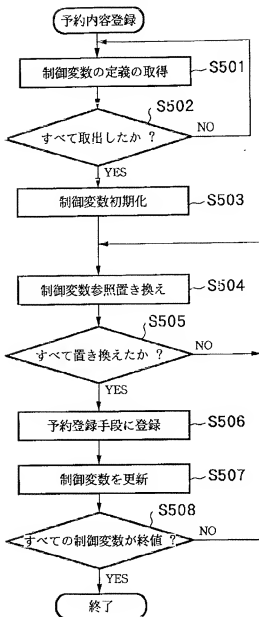 予約内容登録
制御変数の定義の取得
S501
S502
すべて取出したか ?
NO
YES
制御変数初期化
S503
制御変数参照置き換え
S504
S505
すべて置き換えたか ?
NO
YES
予約登録手段に登録
S506
制御変数を更新
S507
S508
すべての制御変数が終値 ?
NO
YES
終了